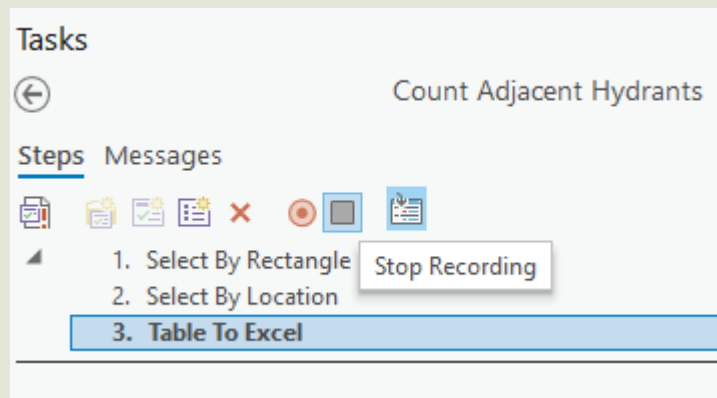 Tasks
Count Adjacent Hydrants
Steps Messages
1. Select By Rectangle
Stop Recording
2. Select By Location
3. Table To Excel